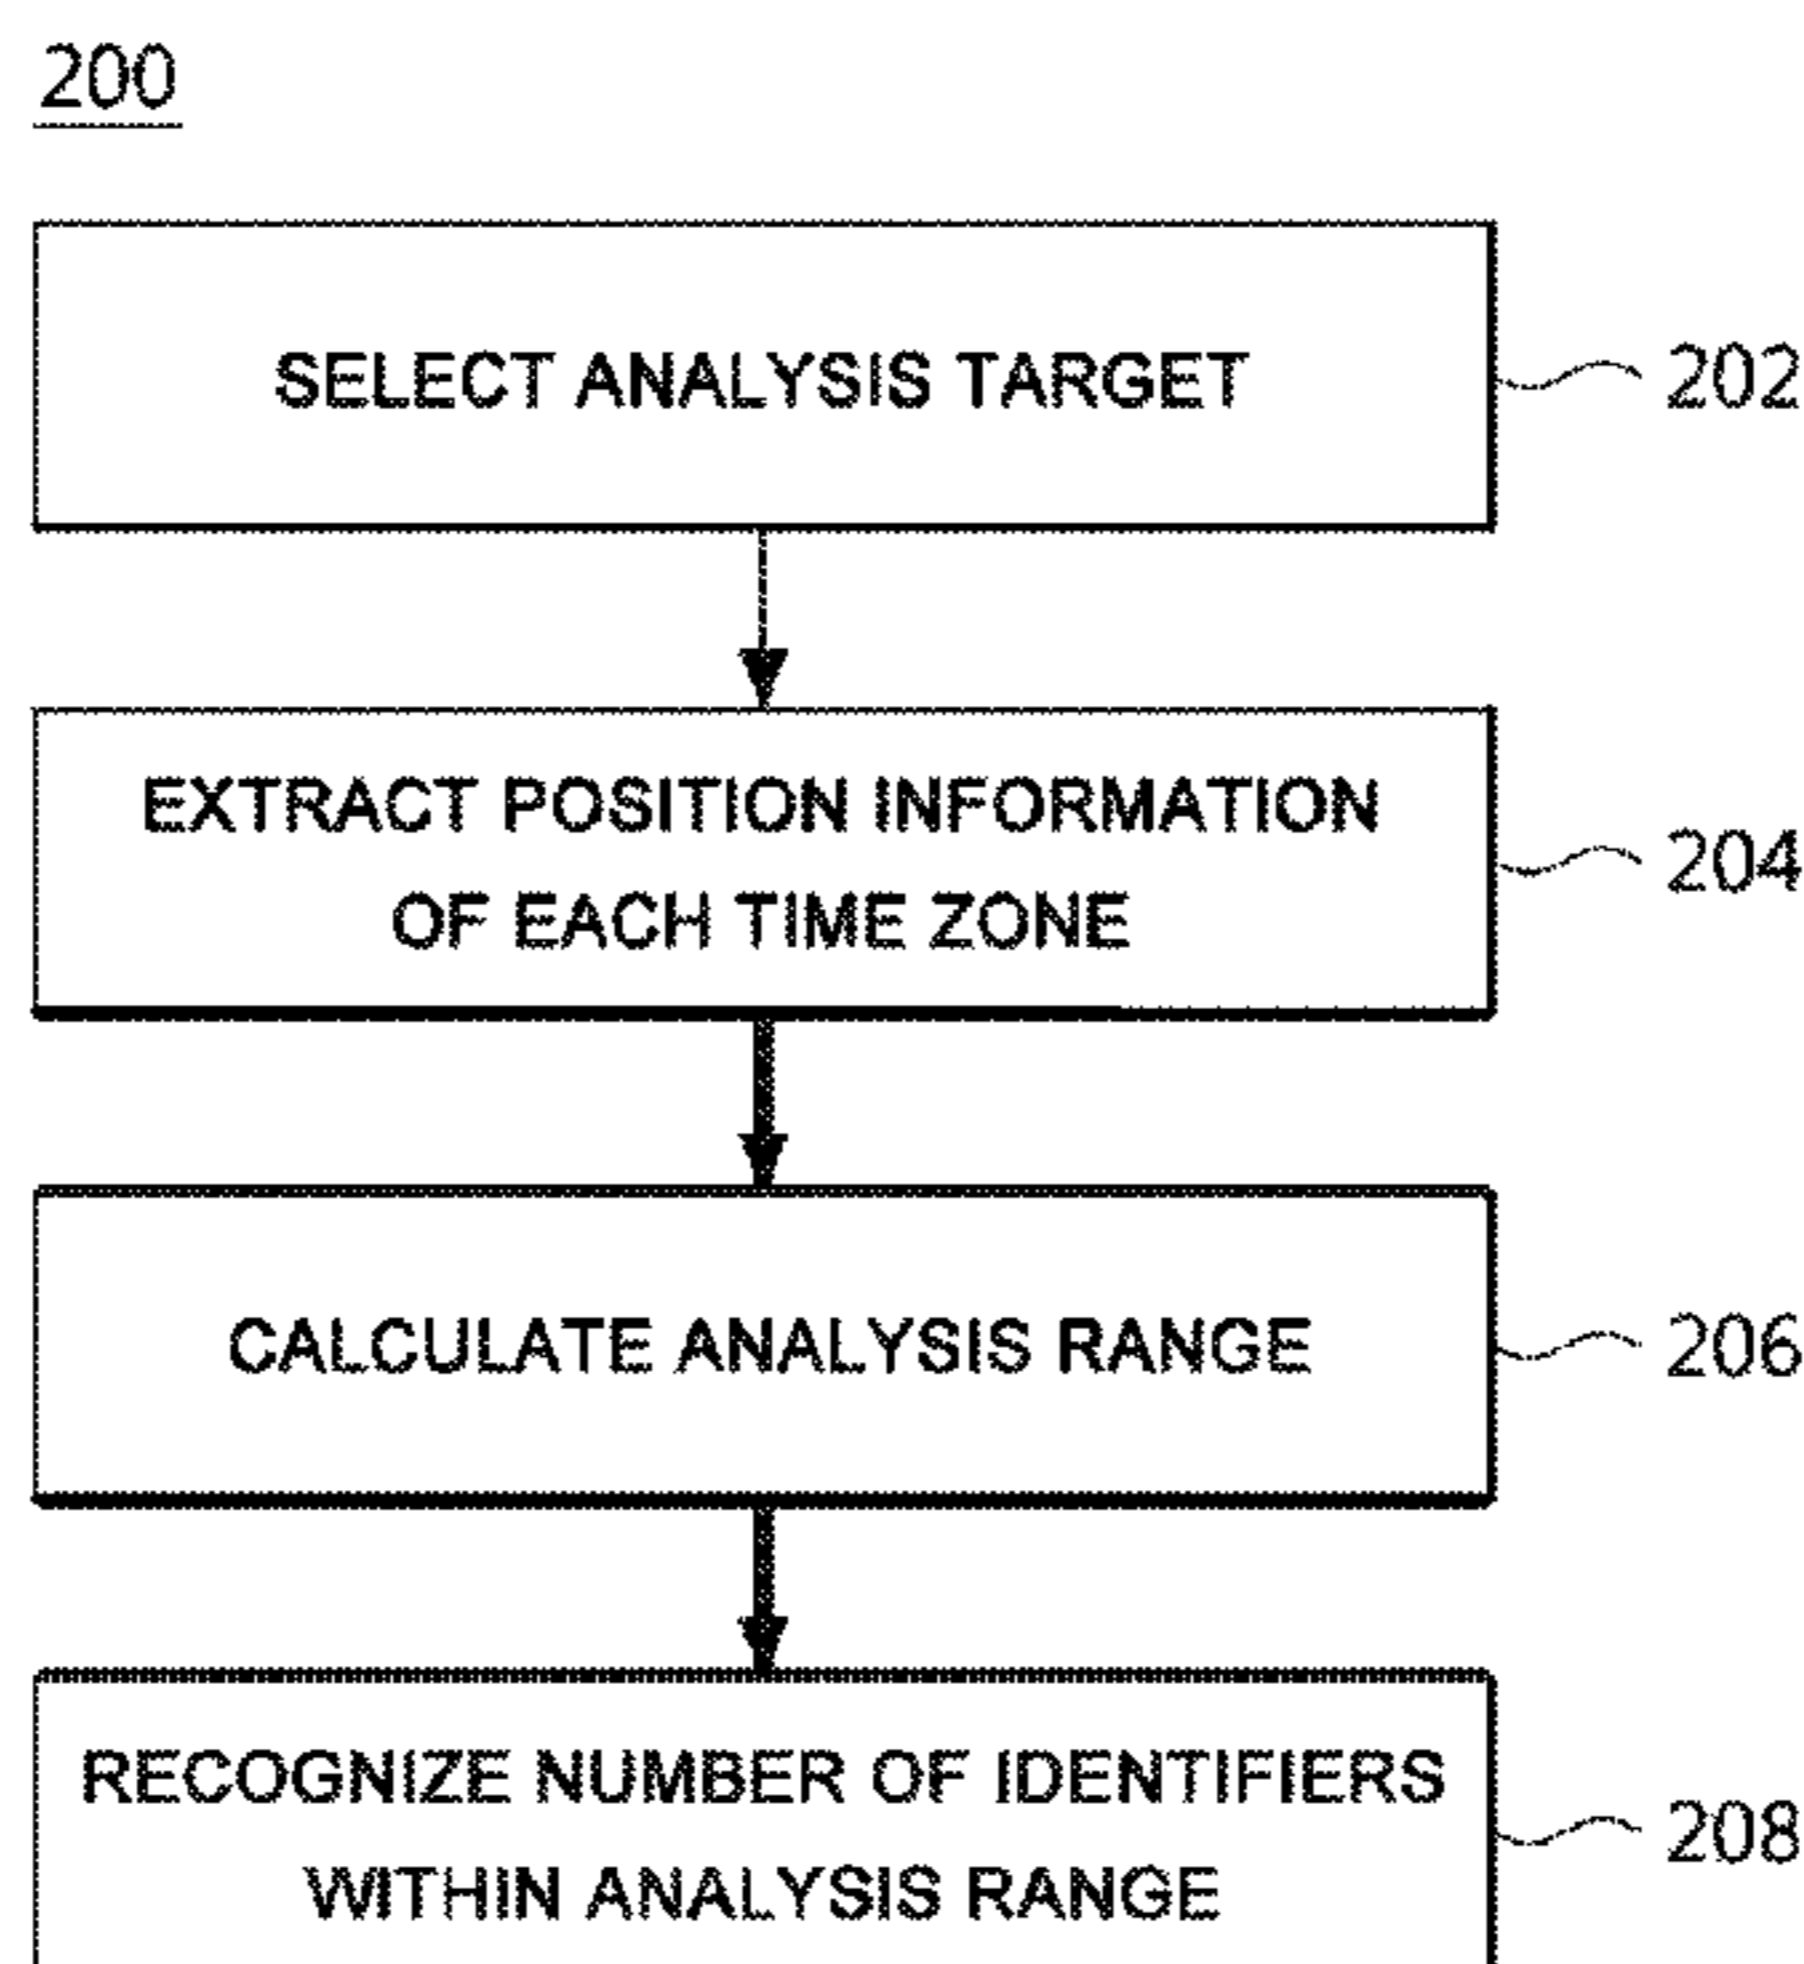 200
SELECT ANALYSIS TARGET
202
EXTRACT POSITION INFORMATION
OF EACH TIME ZONE
204
CALCULATE ANALYSIS RANGE
206
RECOGNIZE NUMBER OF IDENTIFIERS
WITHIN ANALYSIS RANGE
208